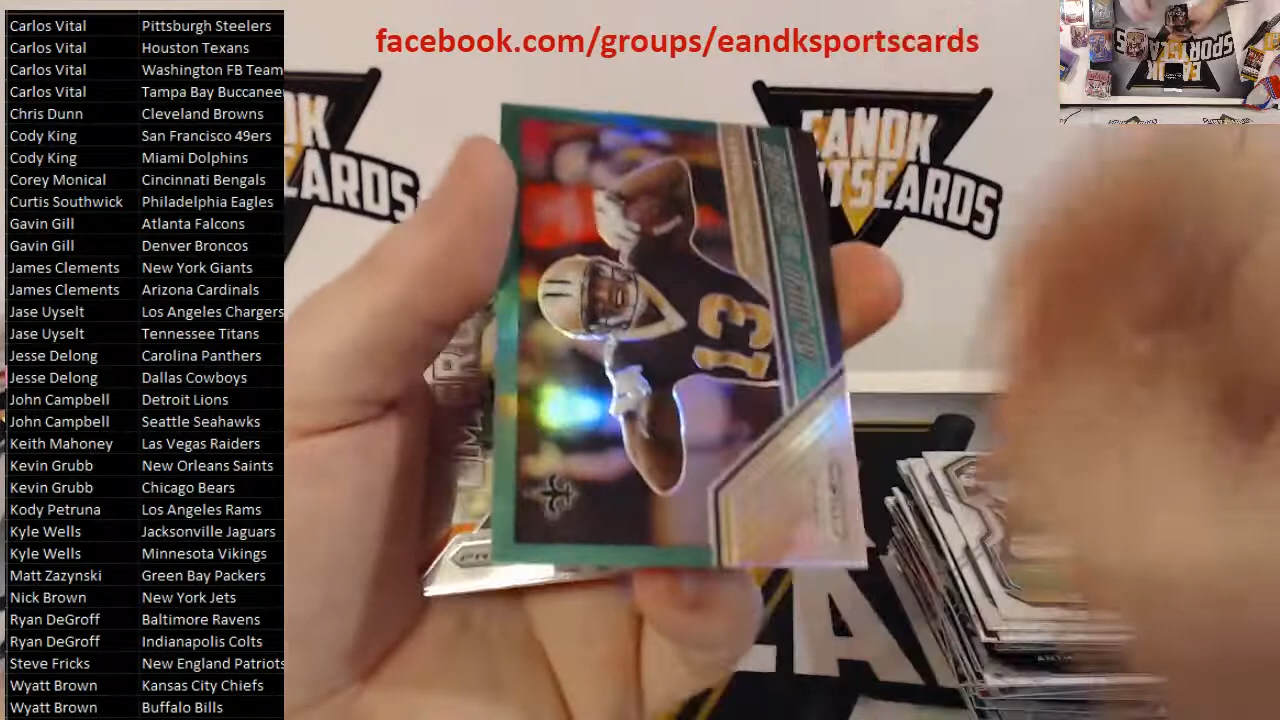 facebook.com/groups/eandksportscards
Carlos Vital Pittsburgh Steelers
Carlos Vital Houston Texans
Carlos Vital Washington FB Team
Carlos Vital Tampa Bay Buccanee
Chris Dunn Cleveland Browns
Cody King San Francisco 49ers
Cody King Miami Dolphins
Corey Monical Cincinnati Bengals
Curtis Southwick Philadelphia Eagles
Gavin Gill Atlanta Falcons
Gavin Gill Denver Broncos
James Clements New York Giants
James Clements Arizona Cardinals
Jase Uyselt Los Angeles Chargers
Jase Uyselt Tennessee Titans
Jesse Delong Carolina Panthers
Jesse Delong Dallas Cowboys
John Campbell Detroit Lions
John Campbell Seattle Seahawks
Keith Mahoney Las Vegas Raiders
Kevin Grubb New Orleans Saints
Kevin Grubb Chicago Bears
Kody Petruna Los Angeles Rams
Kyle Wells Jacksonville Jaguars
Kyle Wells Minnesota Vikings
Matt Zazynski Green Bay Packers
Nick Brown New York Jets
Ryan DeGroff Baltimore Ravens
Ryan DeGroff Indianapolis Colts
Steve Fricks New England Patriots
Wyatt Brown Kansas City Chiefs
Wyatt Brown Buffalo Bills
EANDK
TSCARDS
DK
CARDS
13